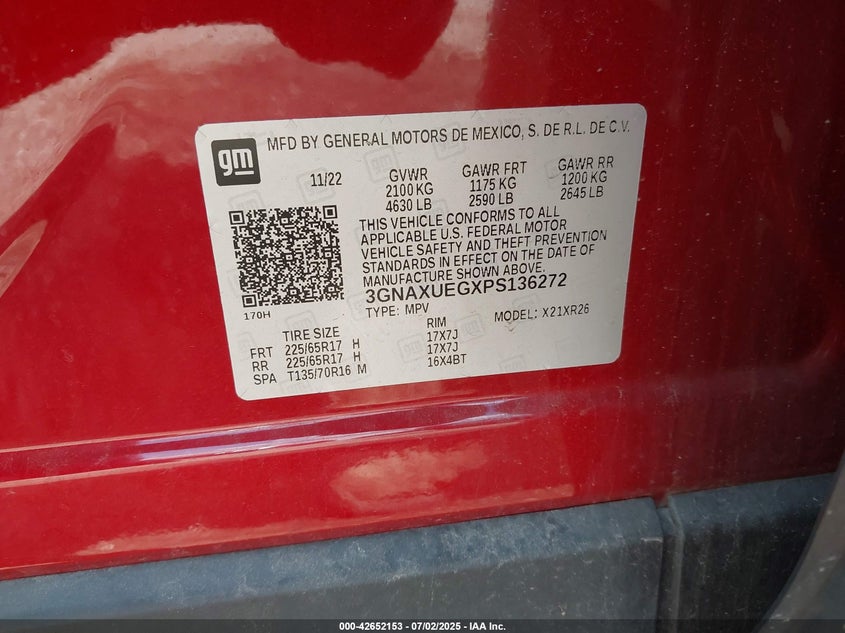 gm
MFD BY GENERAL MOTORS DE MEXICO, S. DE R.L. DE C.V.
11/22 GVWR GAWR FRT GAWR RR
2100 KG 1175 KG 1200 KG
4630 LB 2590 LB 2645 LB
THIS VEHICLE CONFORMS TO ALL
APPLICABLE U.S. FEDERAL MOTOR
VEHICLE SAFETY AND THEFT PREVENTION
STANDARDS IN EFFECT ON THE DATE OF
MANUFACTURE SHOWN ABOVE.
3GNAXUEGXPS136272
170H
TYPE: MPV MODEL: X21XR26
TIRE SIZE RIM
FRT 225/65R17 H 17X7J
RR 225/65R17 H 17X7J
SPA T135/70R16 M 16X4BT
000-42652153 - 07/02/2025 - IAA Inc.